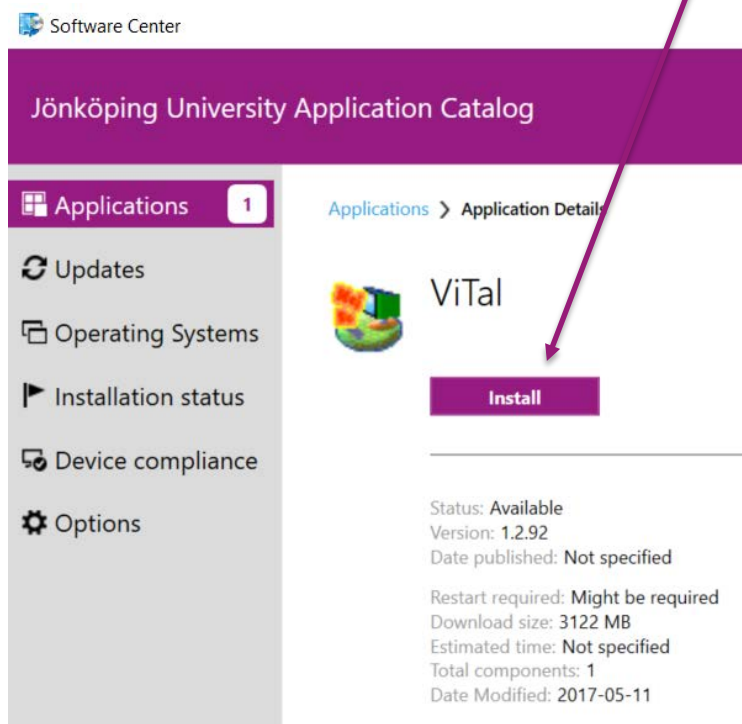 Software Center
Jönköping University Application Catalog
Applications 1
Updates
Operating Systems
Installation status
Device compliance
Options
Applications ❯ Application Details
ViTal
Install
Status: Available
Version: 1.2.92
Date published: Not specified
Restart required: Might be required
Download size: 3122 MB
Estimated time: Not specified
Total components: 1
Date Modified: 2017-05-11